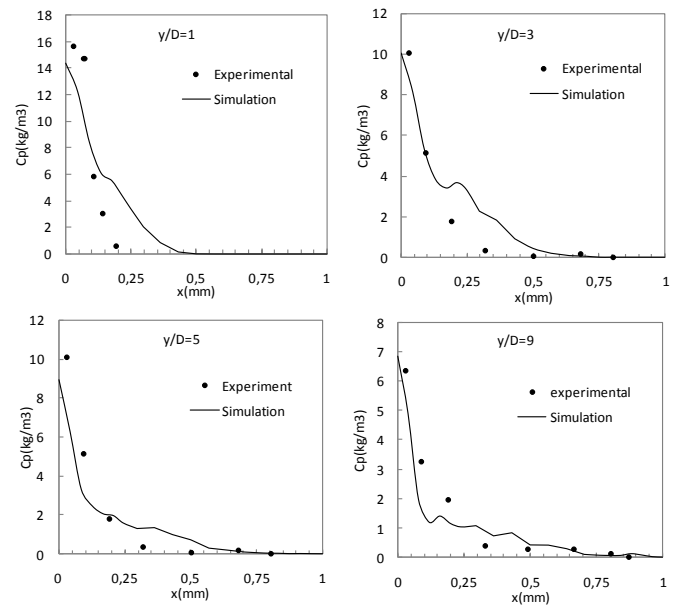 y/D=1
18
16
14
12
10
8
6
4
2
0
Cp(kg/m3)
Experimental
Simulation
0
0,25
0,5
0,75
1
x(mm)
y/D=3
12
10
8
6
4
2
0
Cp(kg/m3)
Experimental
Simulation
0
0,25
0,5
0,75
1
x(mm)
y/D=5
12
10
8
6
4
2
0
Cp(kg/m3)
Experiment
Simulation
0
0,25
0,5
0,75
1
x(mm)
y/D=9
8
7
6
5
4
3
2
1
0
Cp(kg/m3)
experimental
Simulation
0
0,25
0,5
0,75
1
x(mm)